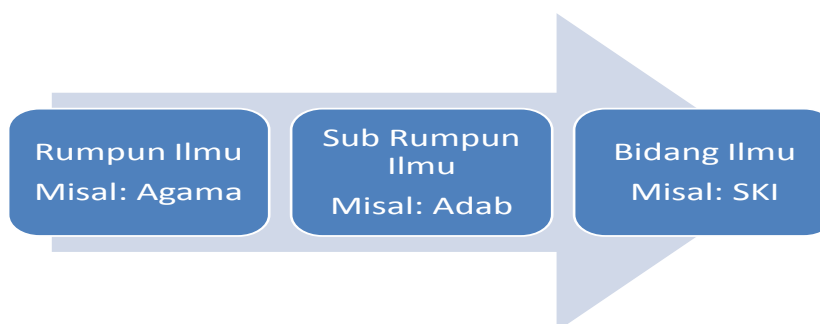 Rumpun Ilmu
Misal: Agama
Sub Rumpun
Ilmu
Misal: Adab
Bidang Ilmu
Misal: SKI